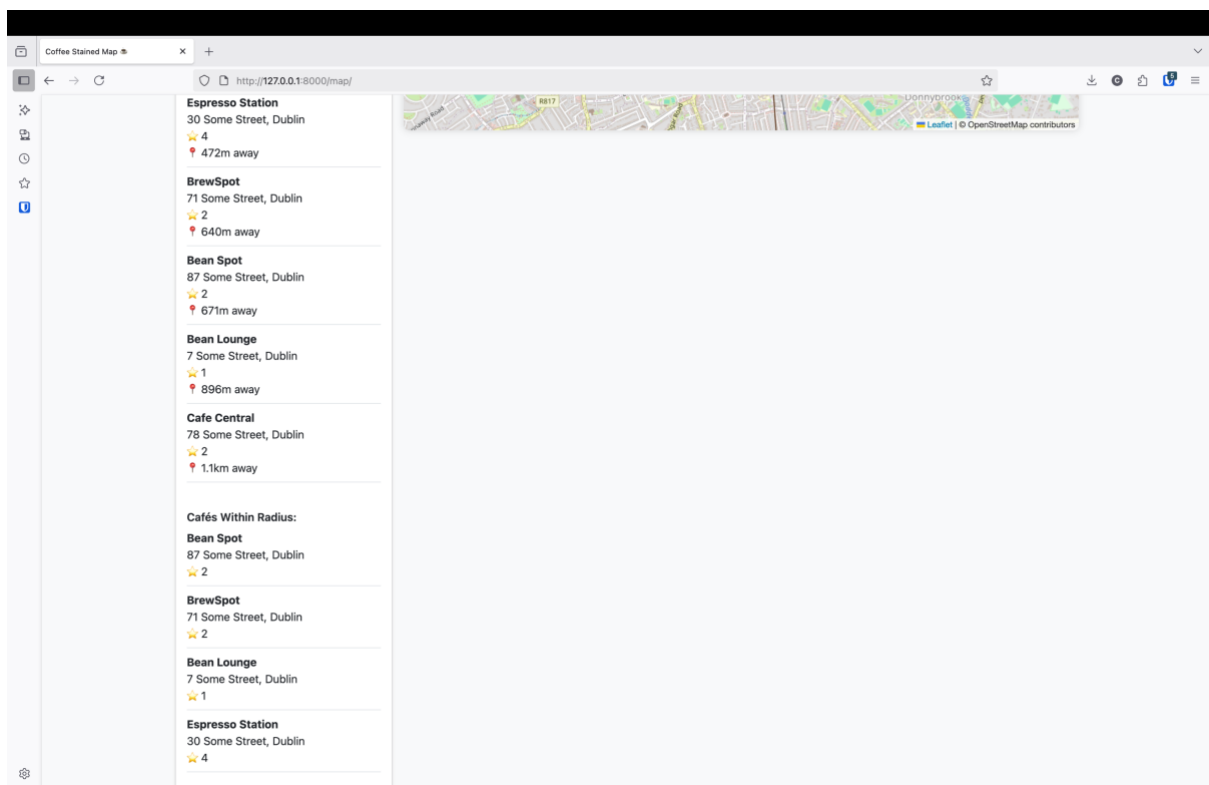 Coffee Stained Map ☕
http://127.0.0.1:8000/map/
5
Espresso Station
30 Some Street, Dublin
⭐ 4
📍 472m away
BrewSpot
71 Some Street, Dublin
⭐ 2
📍 640m away
Bean Spot
87 Some Street, Dublin
⭐ 2
📍 671m away
Bean Lounge
7 Some Street, Dublin
⭐ 1
📍 896m away
Cafe Central
78 Some Street, Dublin
⭐ 2
📍 1.1km away
Cafés Within Radius:
Bean Spot
87 Some Street, Dublin
⭐ 2
BrewSpot
71 Some Street, Dublin
⭐ 2
Bean Lounge
7 Some Street, Dublin
⭐ 1
Espresso Station
30 Some Street, Dublin
⭐ 4
R817
Donnybrook
Leaflet | © OpenStreetMap contributors